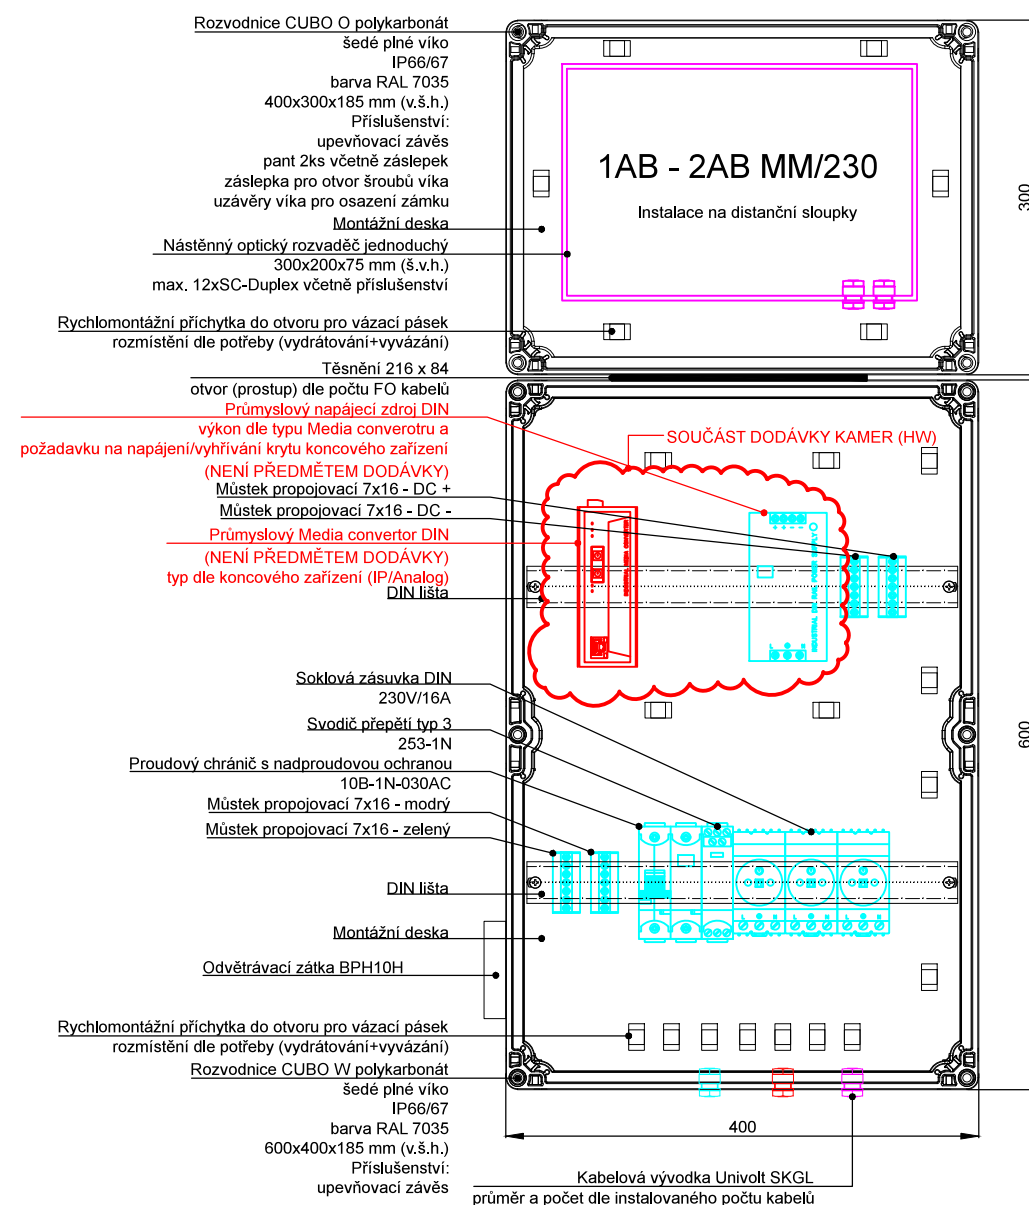 Rozvodnice CUBO O polykarbonát
šedé plné víko
IP66/67
barva RAL 7035
400x300x185 mm (v.š.h.)
Příslušenství:
upevňovací závěs
pant 2ks včetně záslepek
záslepka pro otvor šroubů víka
uzávěry víka pro osazení zámku
Montážní deska
Nástěnný optický rozvaděč jednoduchý
300x200x75 mm (š.v.h.)
max. 12xSC-Duplex včetně příslušenství
1AB - 2AB MM/230
Instalace na distanční sloupky
300
Rychlomontážní příchytka do otvoru pro vázací pásek
rozmístění dle potřeby (vydrátování+vyvázání)
Těsnění 216 x 84
otvor (prostup) dle počtu FO kabelů
Průmyslový napájecí zdroj DIN
výkon dle typu Media converotru a
požadavku na napájení/vyhřívání krytu koncového zařízení
(NENÍ PŘEDMĚTEM DODÁVKY)
SOUČÁST DODÁVKY KAMER (HW)
Můstek propojovací 7x16 - DC +
Můstek propojovací 7x16 - DC -
Průmyslový Media convertor DIN
(NENÍ PŘEDMĚTEM DODÁVKY)
typ dle koncového zařízení (IP/Analog)
DIN lišta
INDUSTRIAL MEDIA CONVERTER
INDUSTRIAL DIN RAIL POWER SUPPLY
Soklová zásuvka DIN
230V/16A
Svodič přepětí typ 3
253-1N
Proudový chránič s nadproudovou ochranou
10B-1N-030AC
Můstek propojovací 7x16 - modrý
Můstek propojovací 7x16 - zelený
600
DIN lišta
Montážní deska
Odvětrávací zátka BPH10H
Rychlomontážní příchytka do otvoru pro vázací pásek
rozmístění dle potřeby (vydrátování+vyvázání)
Rozvodnice CUBO W polykarbonát
šedé plné víko
IP66/67
barva RAL 7035
600x400x185 mm (v.š.h.)
Příslušenství:
upevňovací závěs
400
Kabelová vývodka Univolt SKGL
průměr a počet dle instalovaného počtu kabelů